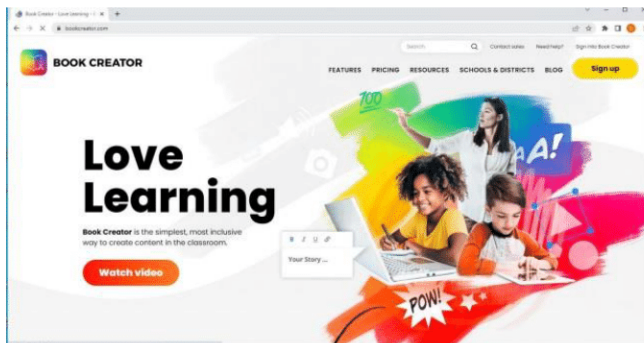 Book Creator - Love Learning -
bookcreator.com
Search
Contact sales
Need help?
Sign into Book Creator
BOOK CREATOR
FEATURES
PRICING
RESOURCES
SCHOOLS & DISTRICTS
BLOG
Sign up
100
Love
Learning
AA!
Book Creator is the simplest, most inclusive
way to create content in the classroom.
B I U
Your Story ...
Watch video
POW!